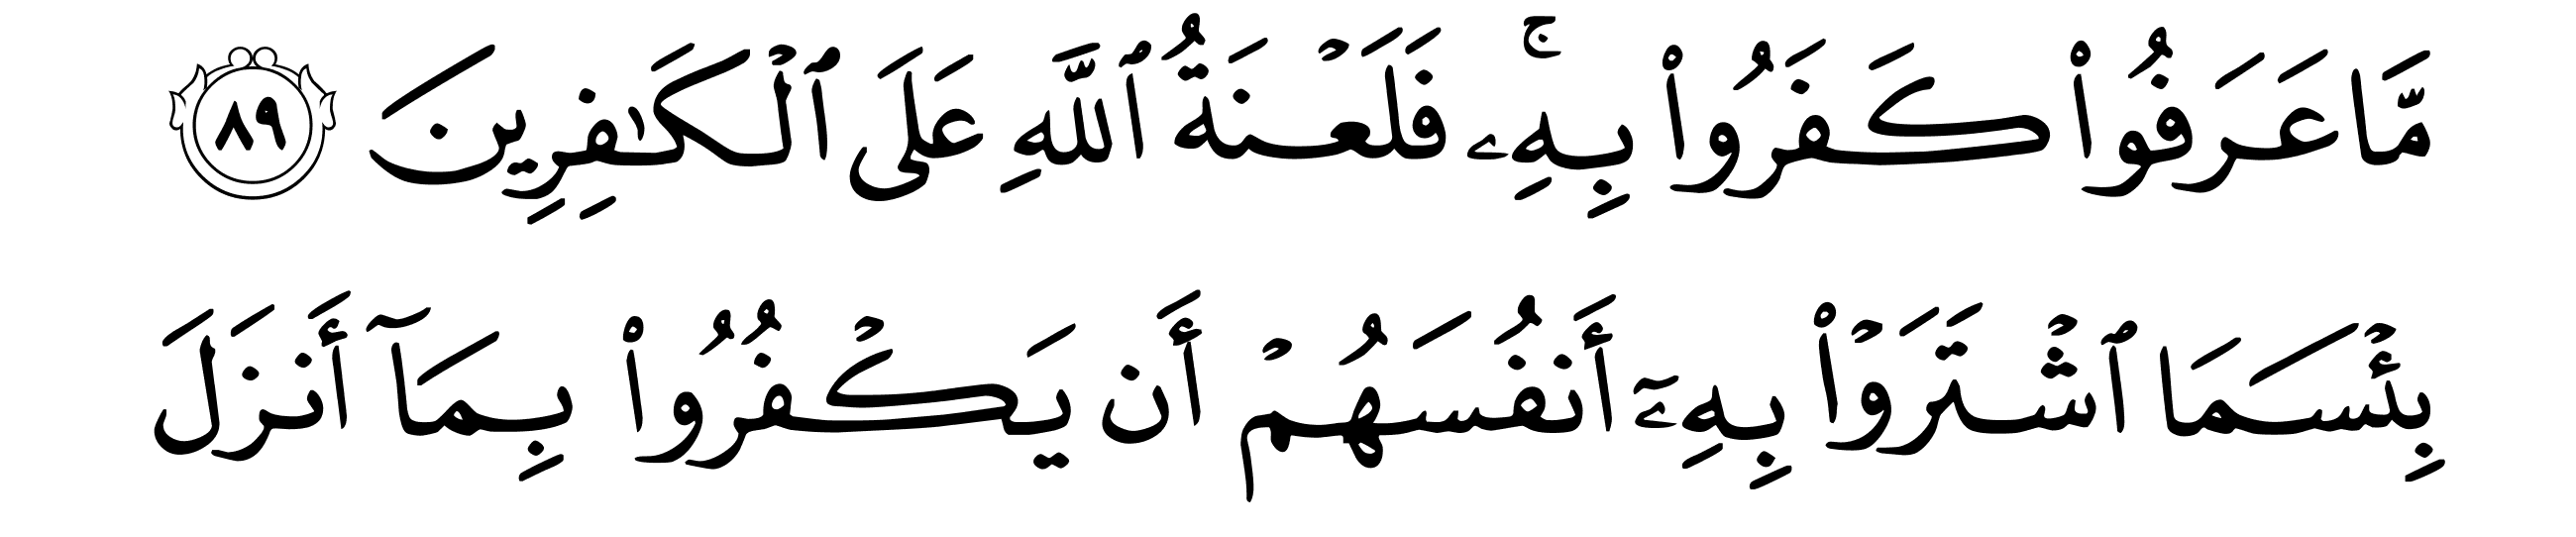 مَّا عَرَفُوا۟ كَفَرُوا۟ بِهِۦ ۚ فَلَعْنَةُ ٱللَّهِ عَلَى ٱلْكَـٰفِرِينَ ٨٩
بِئْسَمَا ٱشْتَرَوْا۟ بِهِۦٓ أَنفُسَهُمْ أَن يَكْفُرُوا۟ بِمَآ أَنزَلَ